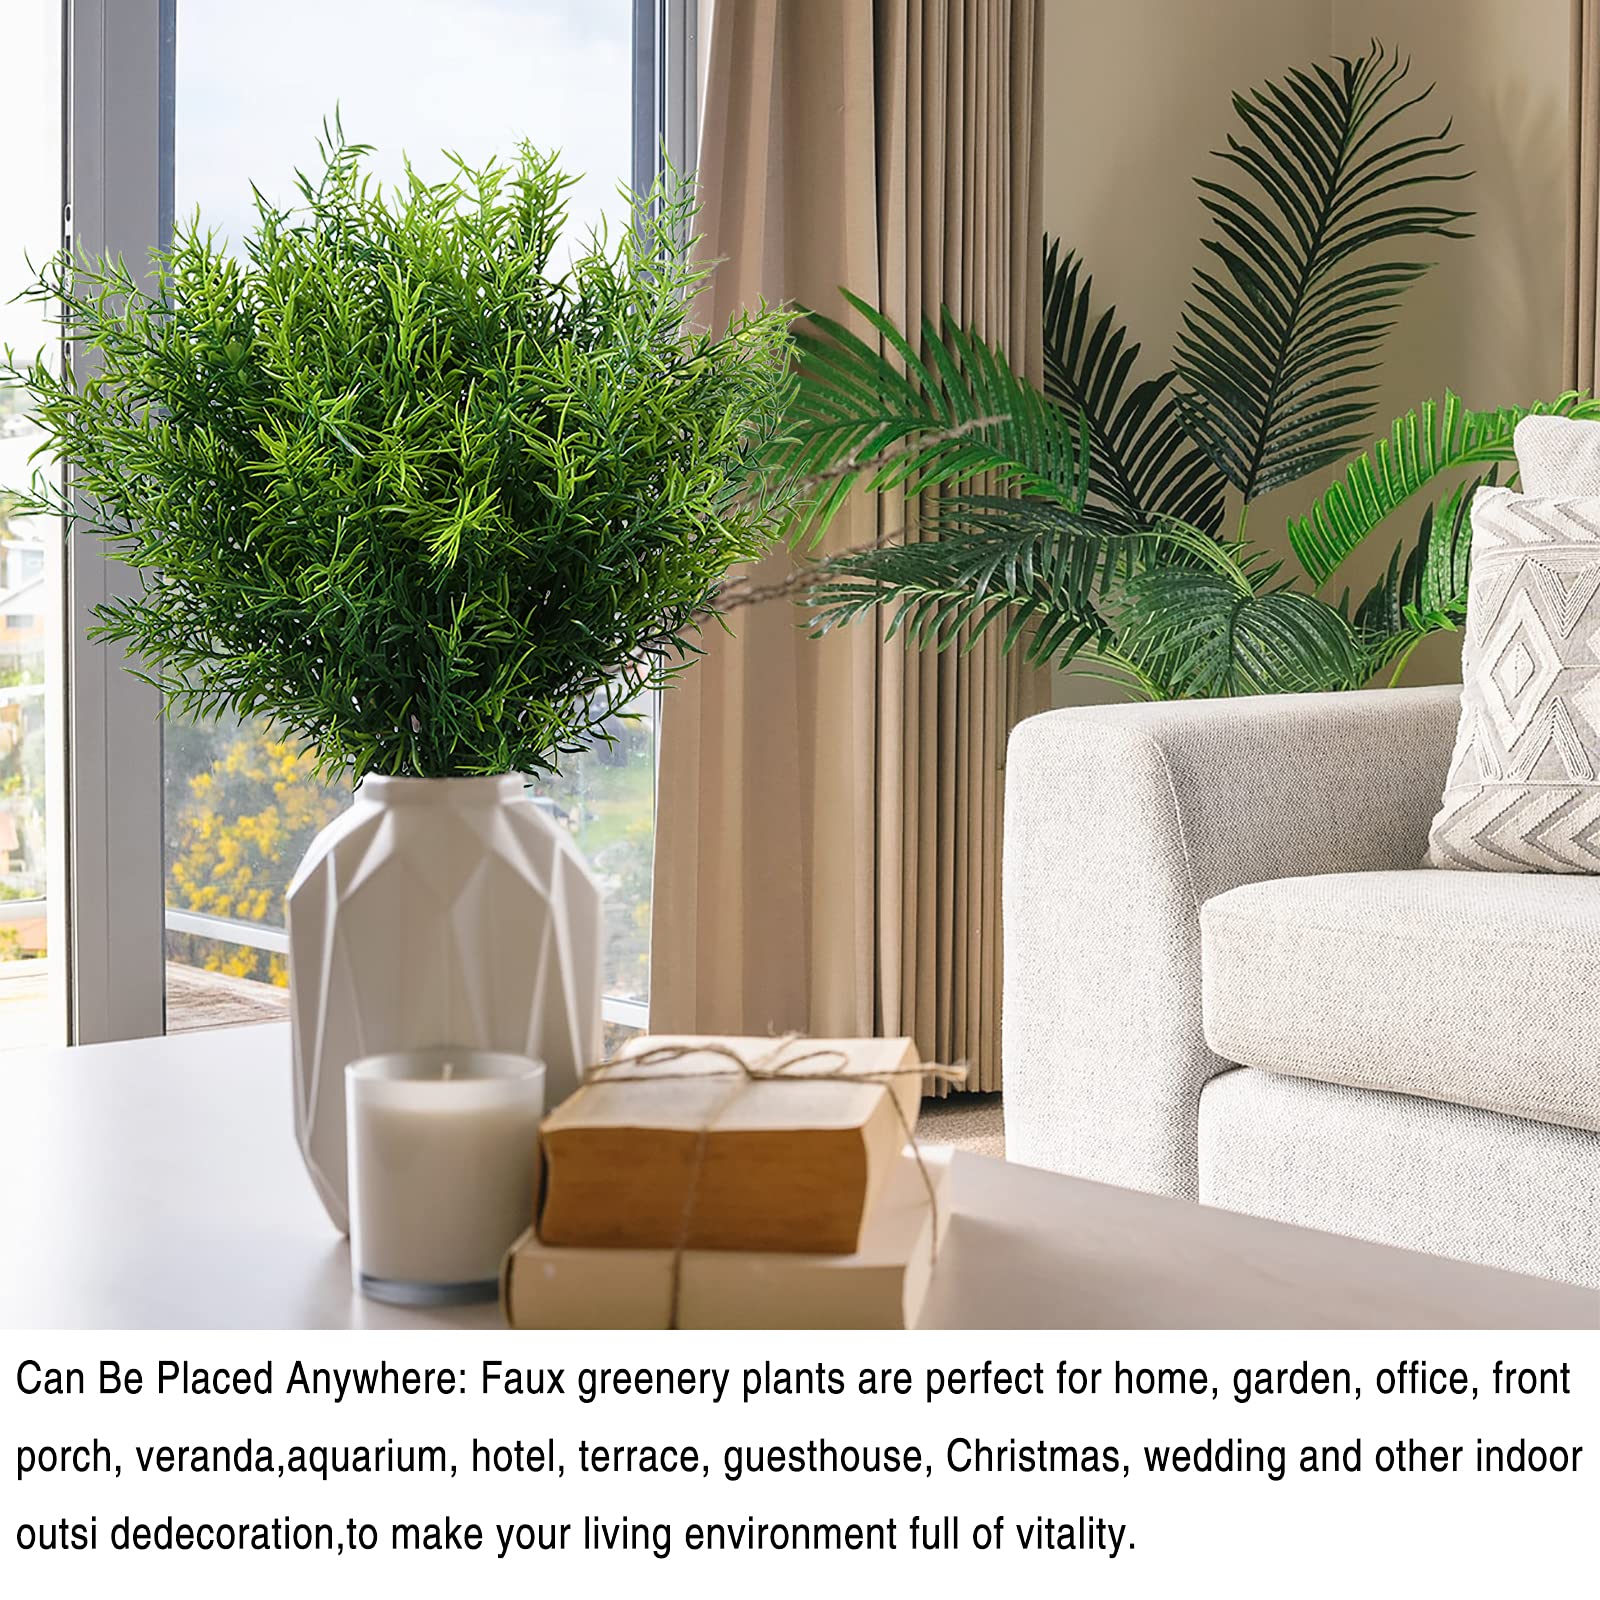 Can Be Placed Anywhere: Faux greenery plants are perfect for home, garden, office, front
porch, veranda,aquarium, hotel, terrace, guesthouse, Christmas, wedding and other indoor
outsi dedecoration,to make your living environment full of vitality.